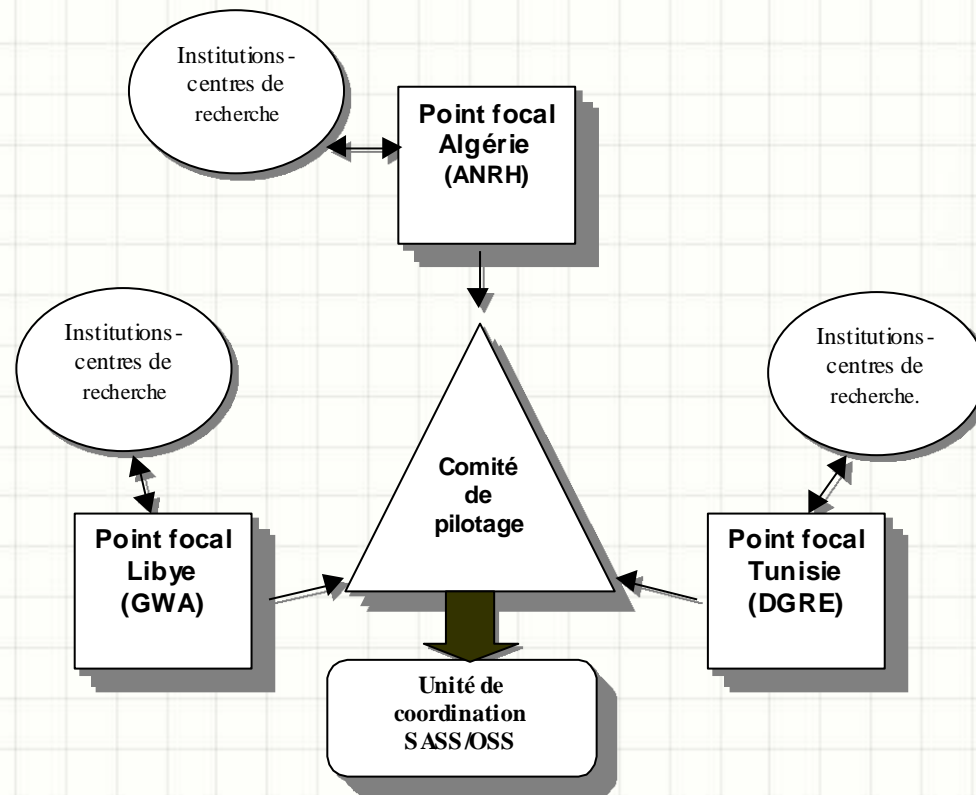 Institutions-
centres de
recherche
Point focal
Algérie
(ANRH)
Institutions-
centres de
recherche
Institutions-
centres de
recherche.
Comité
de
pilotage
Point focal
Libye
(GWA)
Point focal
Tunisie
(DGRE)
Unité de
coordination
SASS/OSS